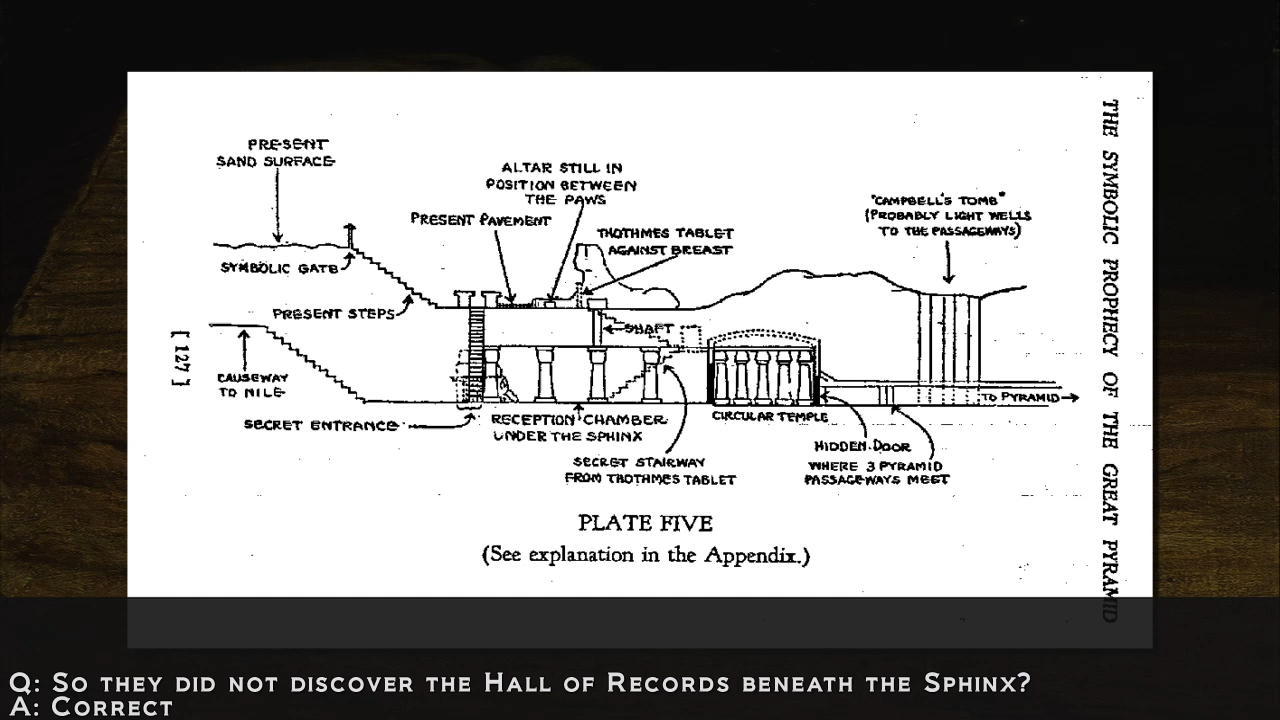 PRESENT
SAND SURFACE
ALTAR STILL IN
POSITION BETWEEN
THE PAWS
PRESENT PAVEMENT
THOTHMES TABLET
AGAINST BREAST
"CAMPBELL'S TOMB"
(PROBABLY LIGHT WELLS
TO THE PASSAGEWAYS)
SYMBOLIC GATE
PRESENT STEPS
SHAFT
CAUSEWAY
TO NILE
SECRET ENTRANCE
RECEPTION CHAMBER
UNDER THE SPHINX
CIRCULAR TEMPLE
TO PYRAMID
SECRET STAIRWAY
FROM THOTHMES TABLET
HIDDEN DOOR
WHERE 3 PYRAMID
PASSAGEWAYS MEET
PLATE FIVE
(See explanation in the Appendix.)
[ 127 ]
THE SYMBOLIC PROPHECY OF THE GREAT PYRAMID
Q: So they did not discover the Hall of Records beneath the Sphinx?
A: Correct